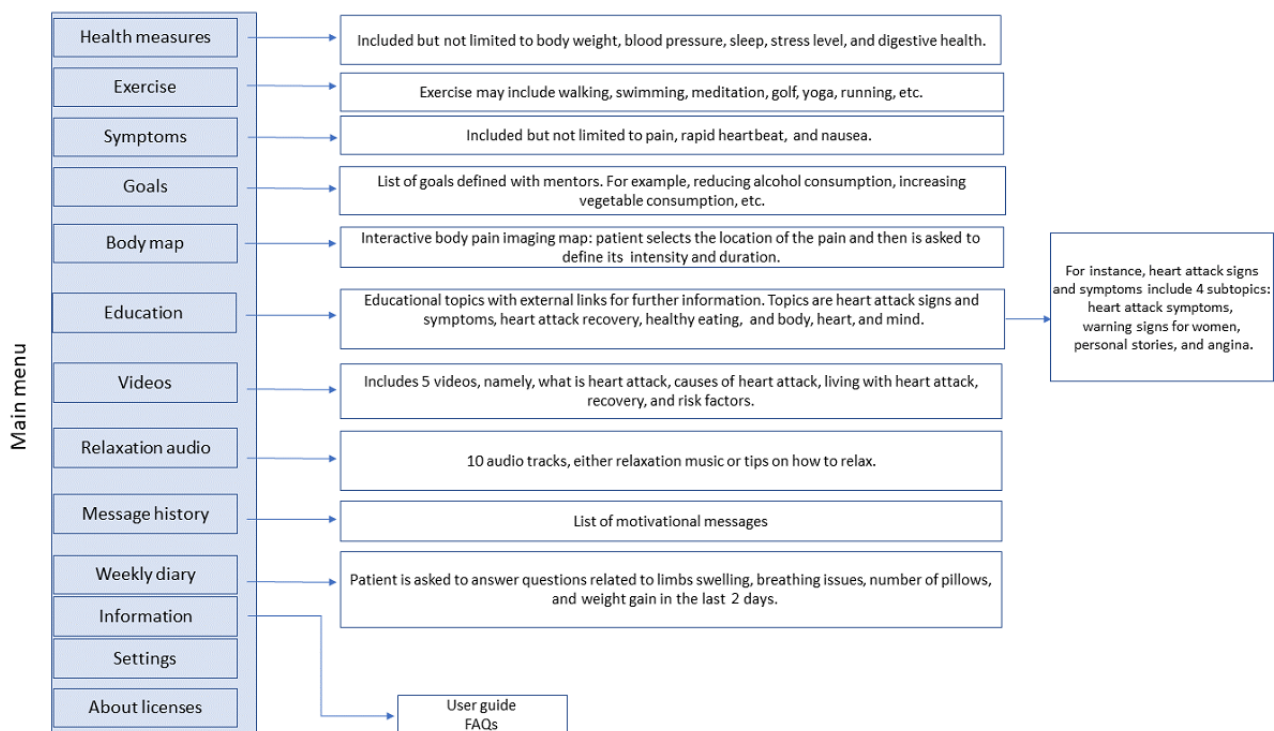 Main menu
Health measures
Included but not limited to body weight, blood pressure, sleep, stress level, and digestive health.
Exercise
Exercise may include walking, swimming, meditation, golf, yoga, running, etc.
Symptoms
Included but not limited to pain, rapid heartbeat, and nausea.
Goals
List of goals defined with mentors. For example, reducing alcohol consumption, increasing
vegetable consumption, etc.
Body map
Interactive body pain imaging map: patient selects the location of the pain and then is asked to
define its intensity and duration.
Education
Educational topics with external links for further information. Topics are heart attack signs and
symptoms, heart attack recovery, healthy eating, and body, heart, and mind.
For instance, heart attack signs
and symptoms include 4 subtopics:
heart attack symptoms,
warning signs for women,
personal stories, and angina.
Videos
Includes 5 videos, namely, what is heart attack, causes of heart attack, living with heart attack,
recovery, and risk factors.
Relaxation audio
10 audio tracks, either relaxation music or tips on how to relax.
Message history
List of motivational messages
Weekly diary
Patient is asked to answer questions related to limbs swelling, breathing issues, number of pillows,
and weight gain in the last 2 days.
Information
Settings
About licenses
User guide
FAQs